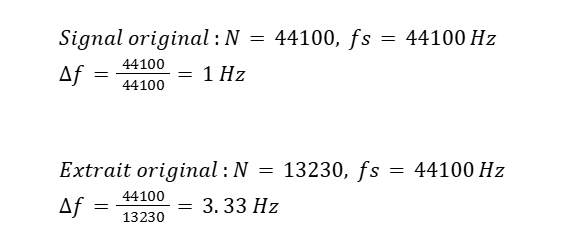 Signal original : N = 44100, fs = 44100 Hz
Δf = 44100/44100 = 1 Hz
Extrait original : N = 13230, fs = 44100 Hz
Δf = 44100/13230 = 3.33 Hz